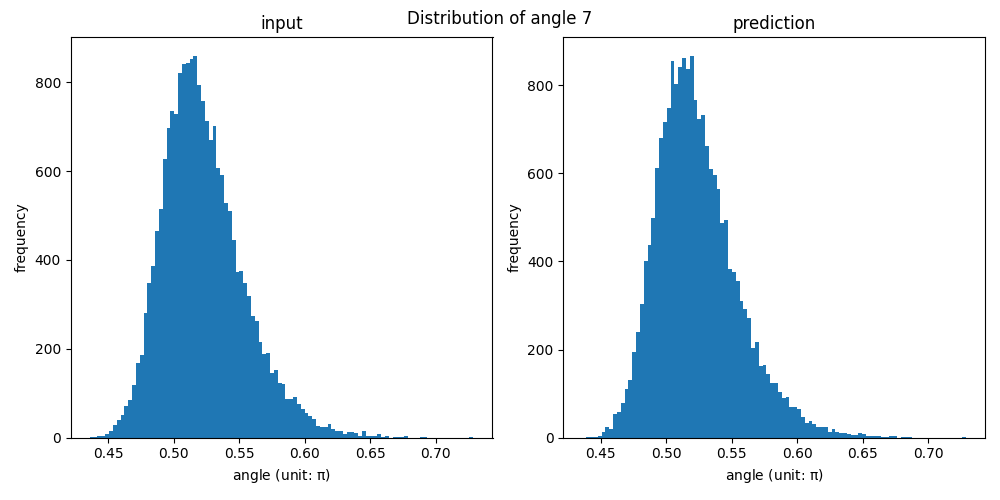 Distribution of angle 7
input
frequency
800
600
400
200
0
0.45 0.50 0.55 0.60 0.65 0.70
angle (unit: π)
prediction
frequency
800
600
400
200
0
0.45 0.50 0.55 0.60 0.65 0.70
angle (unit: π)